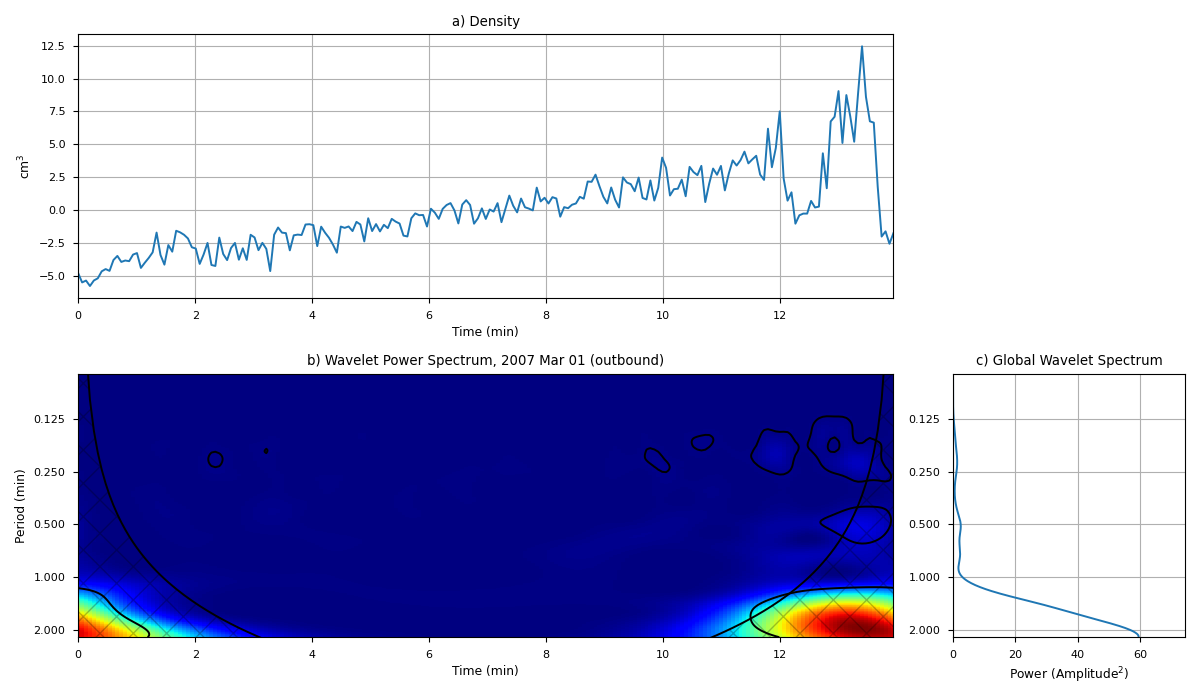 a) Density
12.5
10.0
7.5
5.0
2.5
0.0
−2.5
−5.0
cm³
0 2 4 6 8 10 12
Time (min)
b) Wavelet Power Spectrum, 2007 Mar 01 (outbound)
0.125
0.250
0.500
1.000
2.000
Period (min)
0 2 4 6 8 10 12
Time (min)
c) Global Wavelet Spectrum
0.125
0.250
0.500
1.000
2.000
0 20 40 60
Power (Amplitude²)